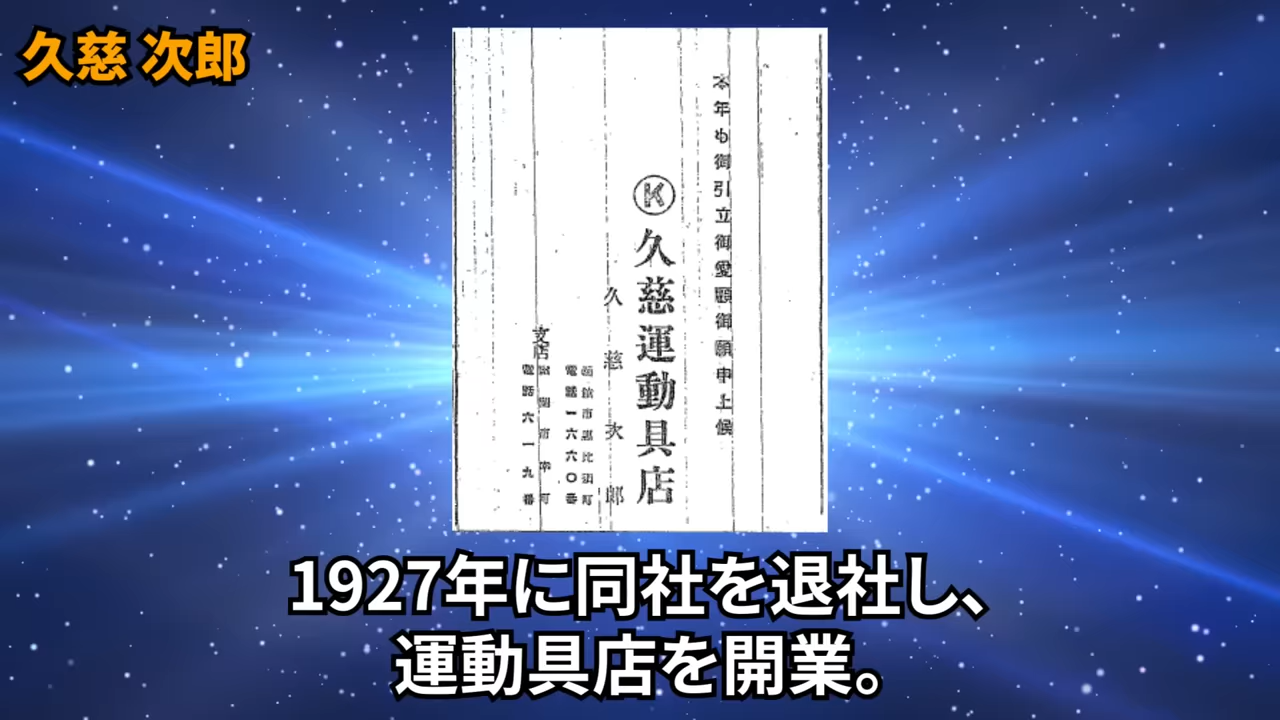 久慈 次郎
本年も御引立御愛顧御願申上候
Ⓚ久慈運動具店
久慈次郎
函館市恵比須町
電話一六六〇番
支店
電話六一九番
1927年に同社を退社し、
運動具店を開業。